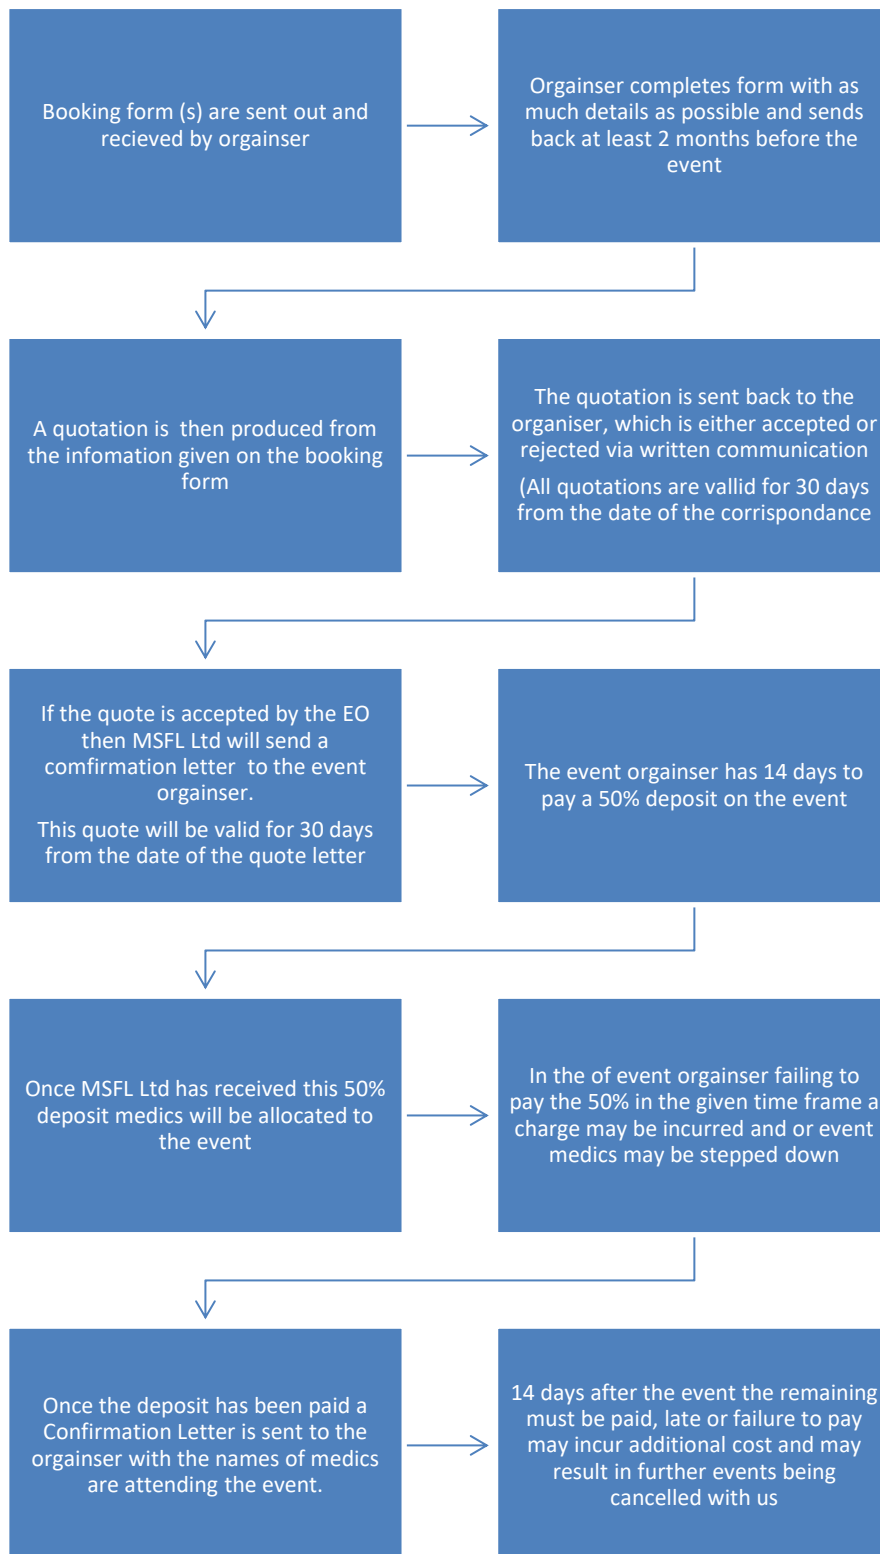 Booking form (s) are sent out and
recieved by orgainser
Orgainser completes form with as
much details as possible and sends
back at least 2 months before the
event
A quotation is then produced from
the infomation given on the booking
form
The quotation is sent back to the
organiser, which is either accepted or
rejected via written communication
(All quotations are vallid for 30 days
from the date of the corrispondance
If the quote is accepted by the EO
then MSFL Ltd will send a
comfirmation letter to the event
orgainser.
This quote will be valid for 30 days
from the date of the quote letter
The event orgainser has 14 days to
pay a 50% deposit on the event
Once MSFL Ltd has received this 50%
deposit medics will be allocated to
the event
In the of event orgainser failing to
pay the 50% in the given time frame a
charge may be incurred and or event
medics may be stepped down
Once the deposit has been paid a
Confirmation Letter is sent to the
orgainser with the names of medics
are attending the event.
14 days after the event the remaining
must be paid, late or failure to pay
may incur additional cost and may
result in further events being
cancelled with us